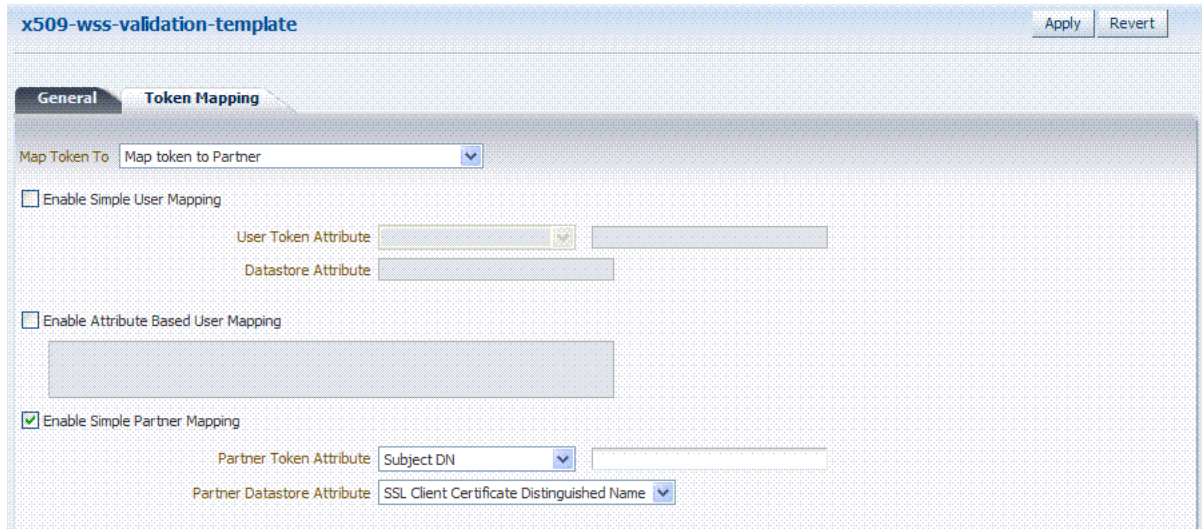 x509-wss-validation-template
Apply Revert
General Token Mapping
Map Token To Map token to Partner
Enable Simple User Mapping
User Token Attribute
Datastore Attribute
Enable Attribute Based User Mapping
Enable Simple Partner Mapping
Partner Token Attribute Subject DN
Partner Datastore Attribute SSL Client Certificate Distinguished Name